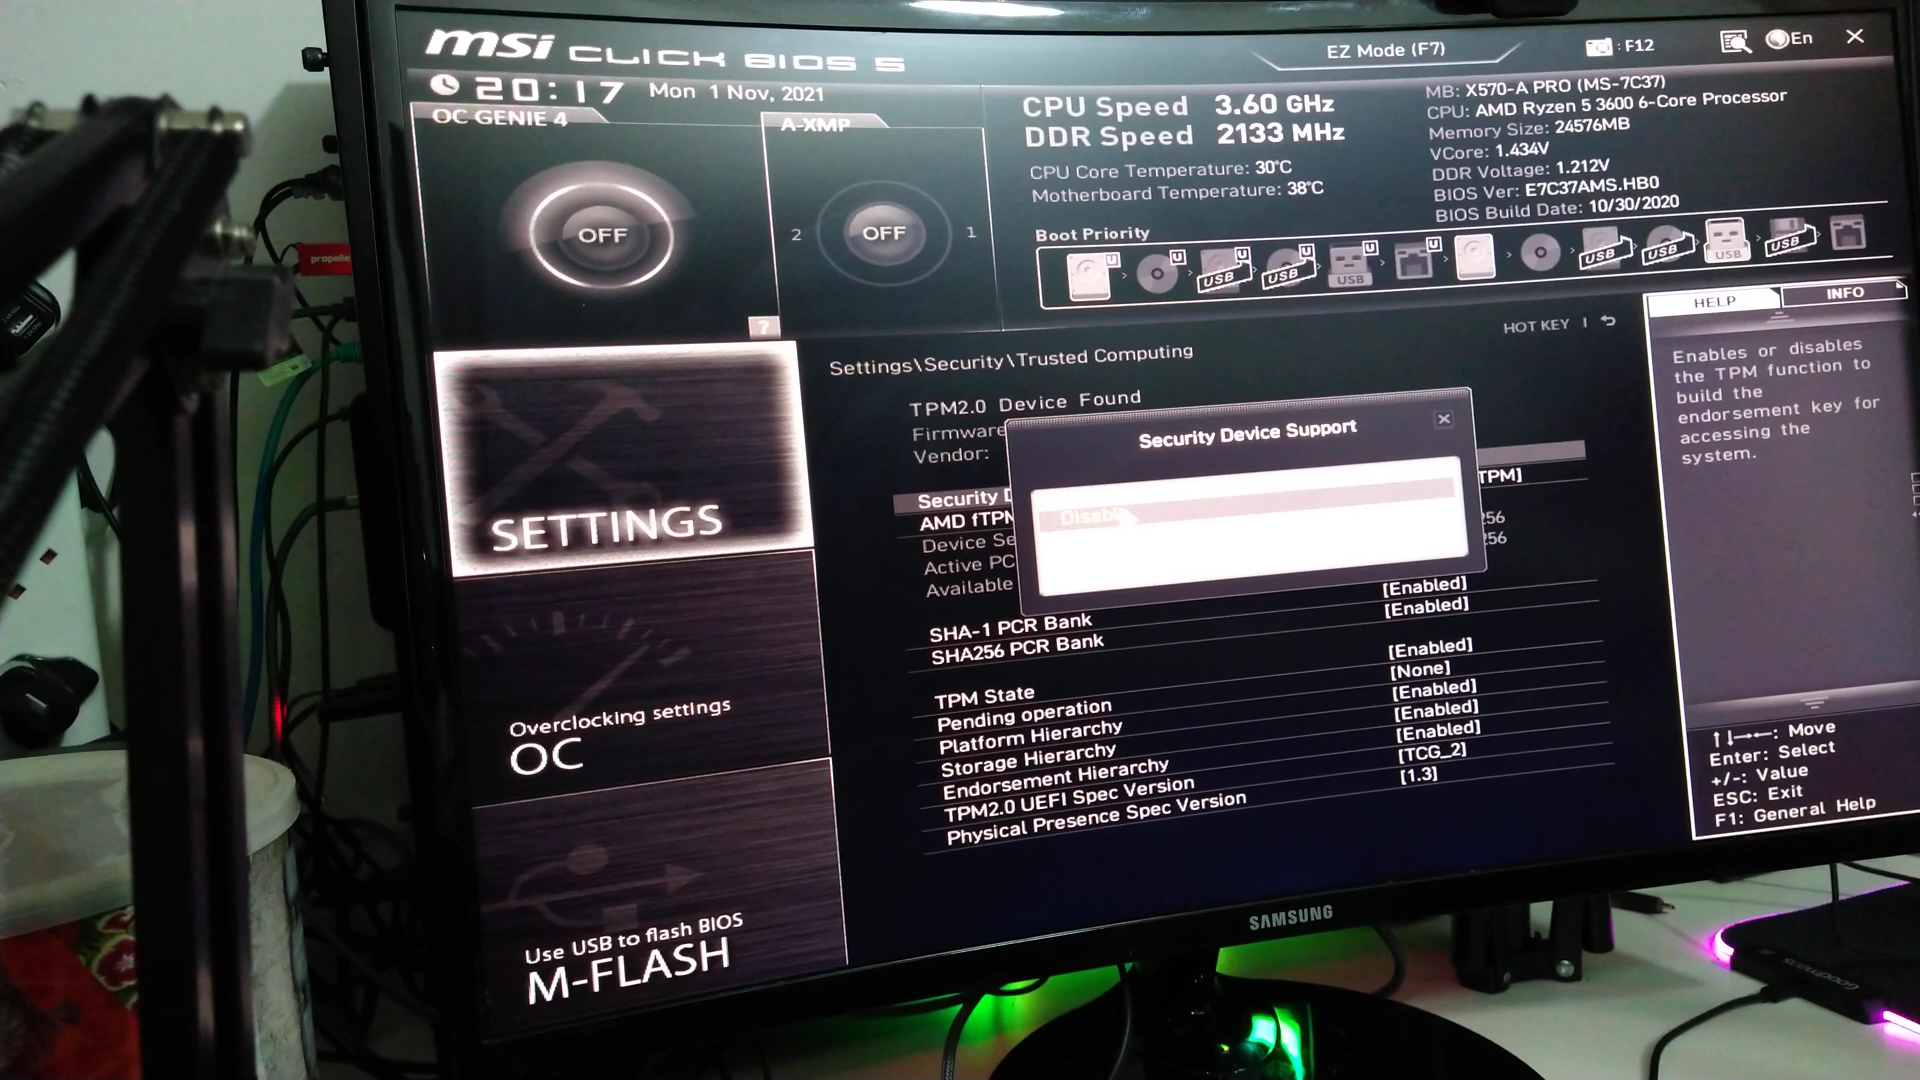 msi CLICK BIOS 5
EZ Mode (F7)
: F12
En
X
20:17 Mon 1 Nov, 2021
OC GENIE 4
OFF
A-XMP
2
OFF
1
?
CPU Speed 3.60 GHz
DDR Speed 2133 MHz
CPU Core Temperature: 30°C
Motherboard Temperature: 38°C
MB: X570-A PRO (MS-7C37)
CPU: AMD Ryzen 5 3600 6-Core Processor
Memory Size: 24576MB
VCore: 1.434V
DDR Voltage: 1.212V
BIOS Ver: E7C37AMS.HB0
BIOS Build Date: 10/30/2020
Boot Priority
U U USB U USB U USB U U USB USB USB USB
HOT KEY
HELP
INFO
Settings\Security\Trusted Computing
TPM2.0 Device Found
Firmware
Vendor:
Security D
AMD fTPM
TPM]
Device Se
256
Active PC
256
Available
Security Device Support
Disabl
SHA-1 PCR Bank [Enabled]
SHA256 PCR Bank [Enabled]
TPM State [Enabled]
Pending operation [None]
Platform Hierarchy [Enabled]
Storage Hierarchy [Enabled]
Endorsement Hierarchy [Enabled]
TPM2.0 UEFI Spec Version [TCG_2]
Physical Presence Spec Version [1.3]
Enables or disables
the TPM function to
build the
endorsement key for
accessing the
system.
↑↓→←: Move
Enter: Select
+/-: Value
ESC: Exit
F1: General Help
SETTINGS
Overclocking settings
OC
Use USB to flash BIOS
M-FLASH
SAMSUNG
propelle